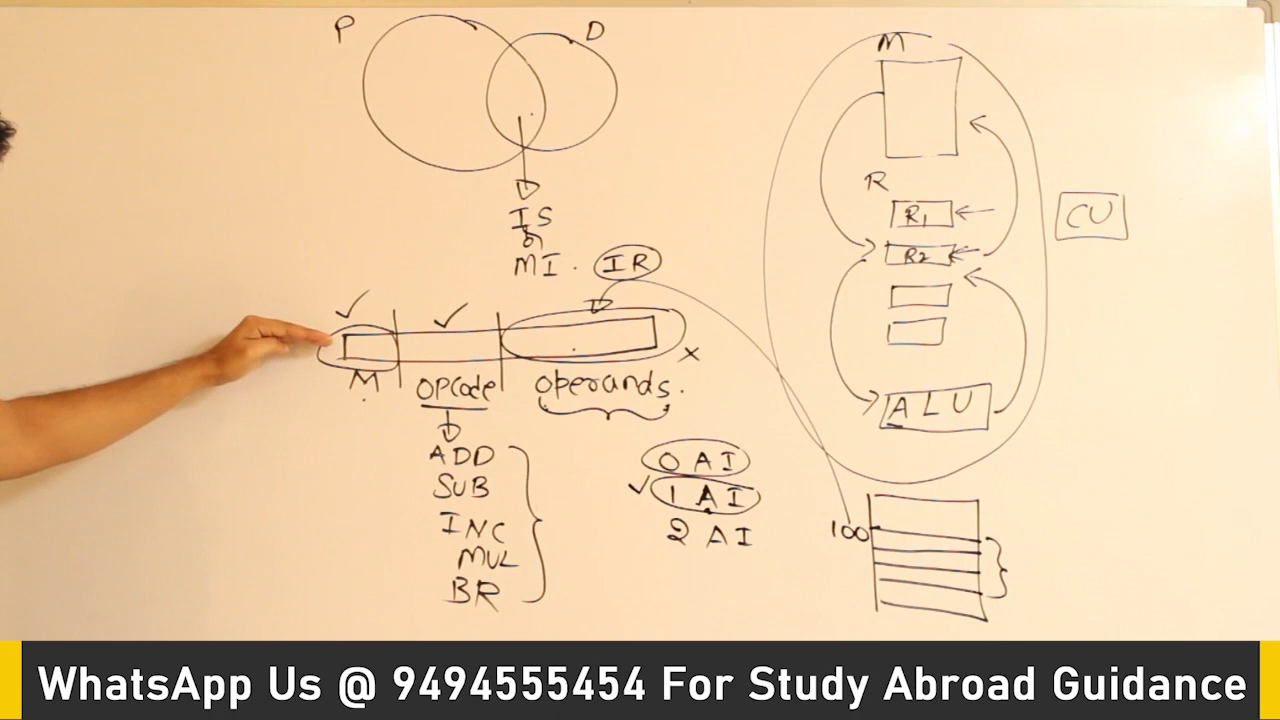 P
D
IS
or
MI. IR
M
opcode
operands.
ADD
SUB
INC
MUL
BR
0 AI
1 AI
2 AI
x
M
R
R1
R2
ALU
CU
100
WhatsApp Us @ 9494555454 For Study Abroad Guidance